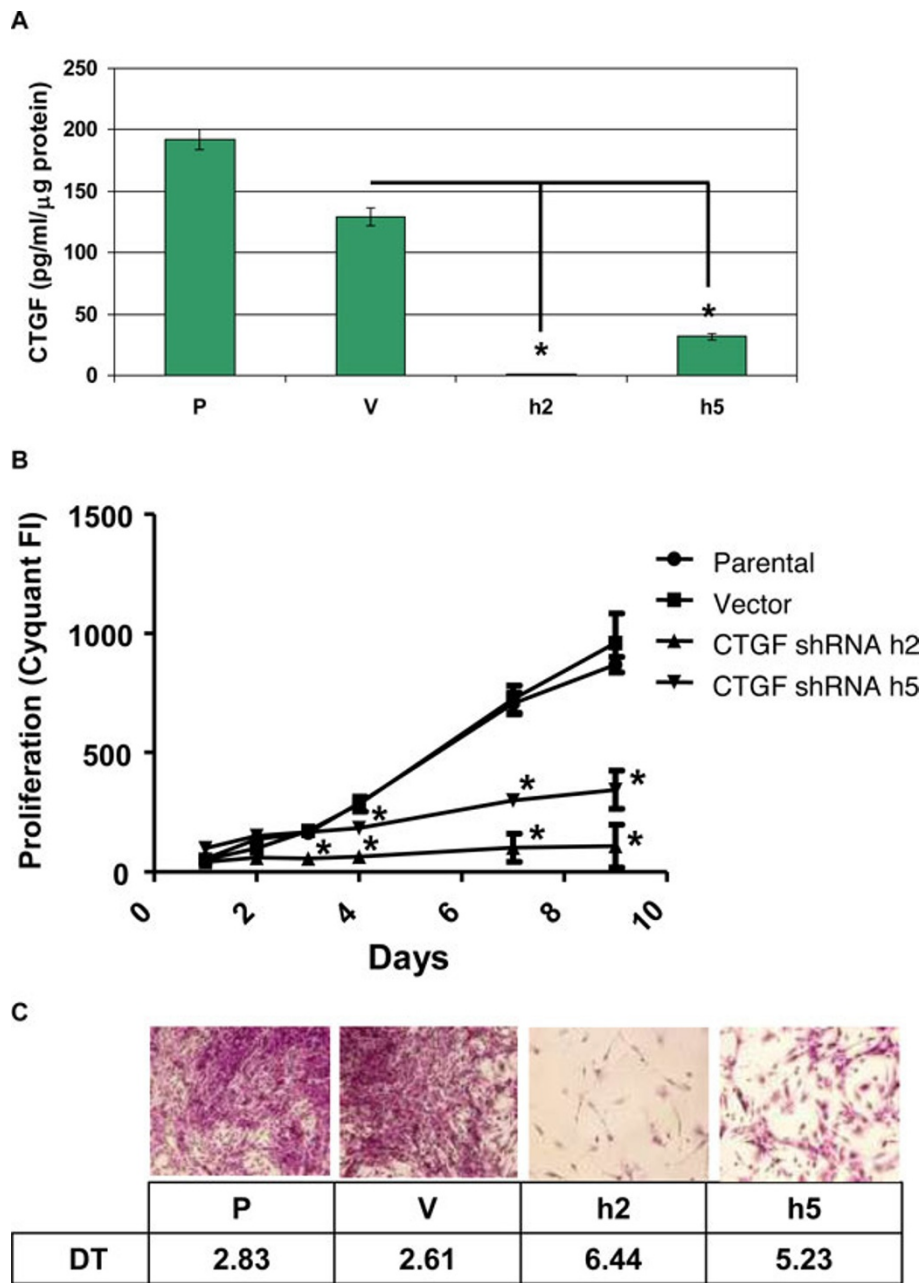 A
250
200
150
100
50
0
CTGF (pg/ml/µg protein)
*
*
P V h2 h5
B
1500
1000
500
0
Proliferation (Cyquant FI)
Parental
Vector
CTGF shRNA h2
CTGF shRNA h5
* * * *
* * *
0 2 4 6 8 10
Days
C
P V h2 h5
DT 2.83 2.61 6.44 5.23